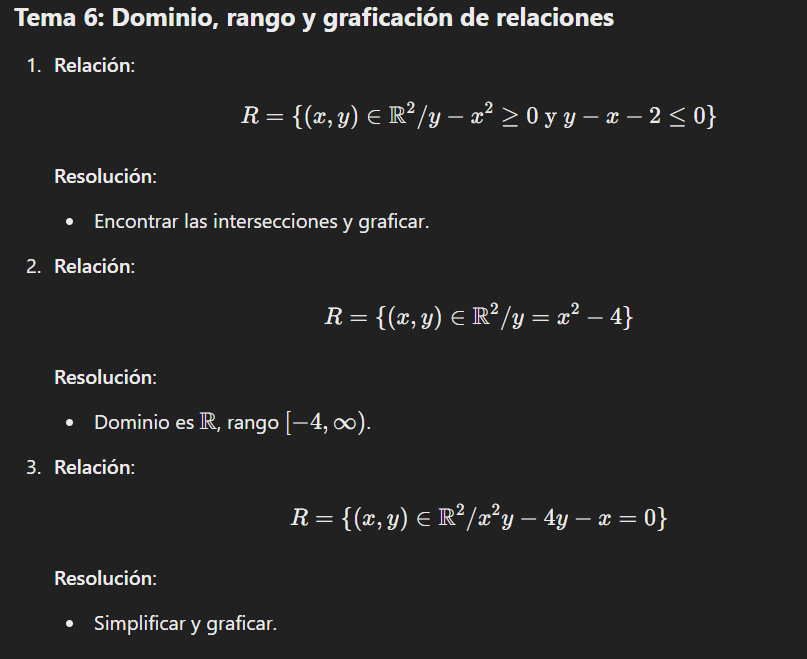 Tema 6: Dominio, rango y graficación de relaciones
1. Relación:
R = {(x, y) ∈ ℝ²/y − x² ≥ 0 y y − x − 2 ≤ 0}
Resolución:
• Encontrar las intersecciones y graficar.
2. Relación:
R = {(x, y) ∈ ℝ²/y = x² − 4}
Resolución:
• Dominio es ℝ, rango [−4, ∞).
3. Relación:
R = {(x, y) ∈ ℝ²/x²y − 4y − x = 0}
Resolución:
• Simplificar y graficar.